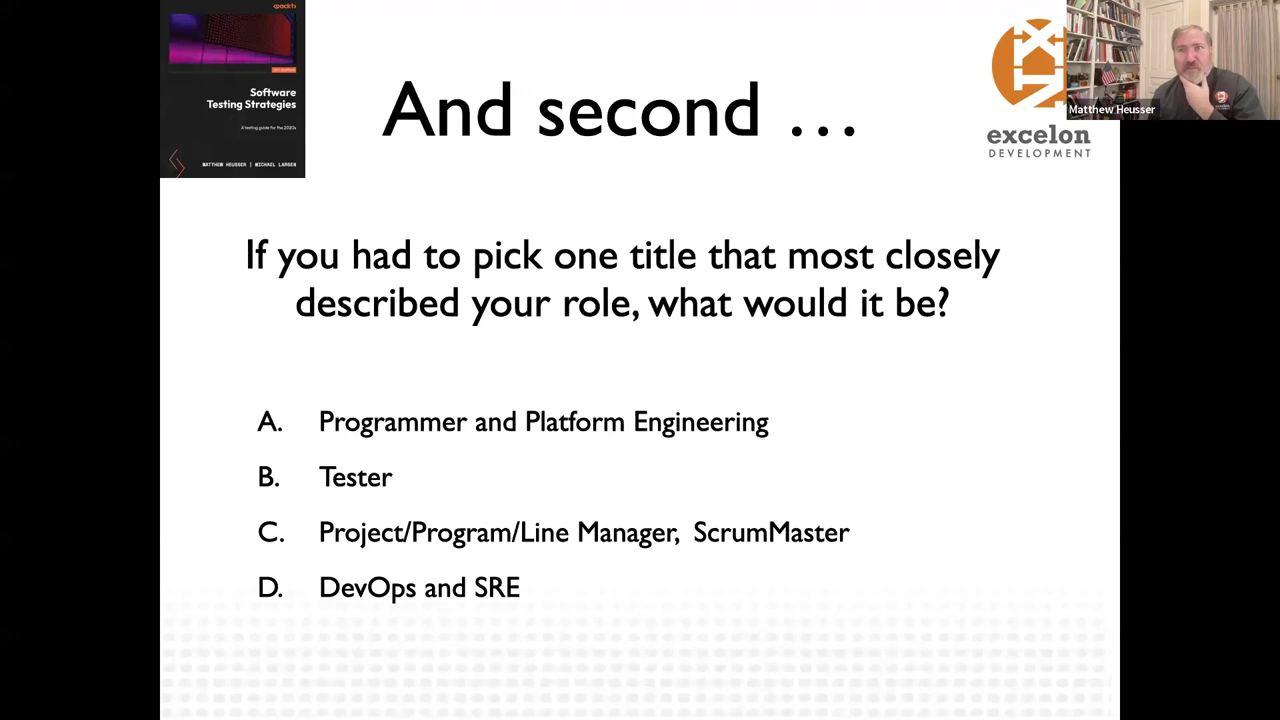 And second …
If you had to pick one title that most closely
described your role, what would it be?
A. Programmer and Platform Engineering
B. Tester
C. Project/Program/Line Manager, ScrumMaster
D. DevOps and SRE
Software
Testing Strategies
A testing guide for the 2020s
MATTHEW HEUSSER | MICHAEL LARSEN
excelon
DEVELOPMENT
Matthew Heusser